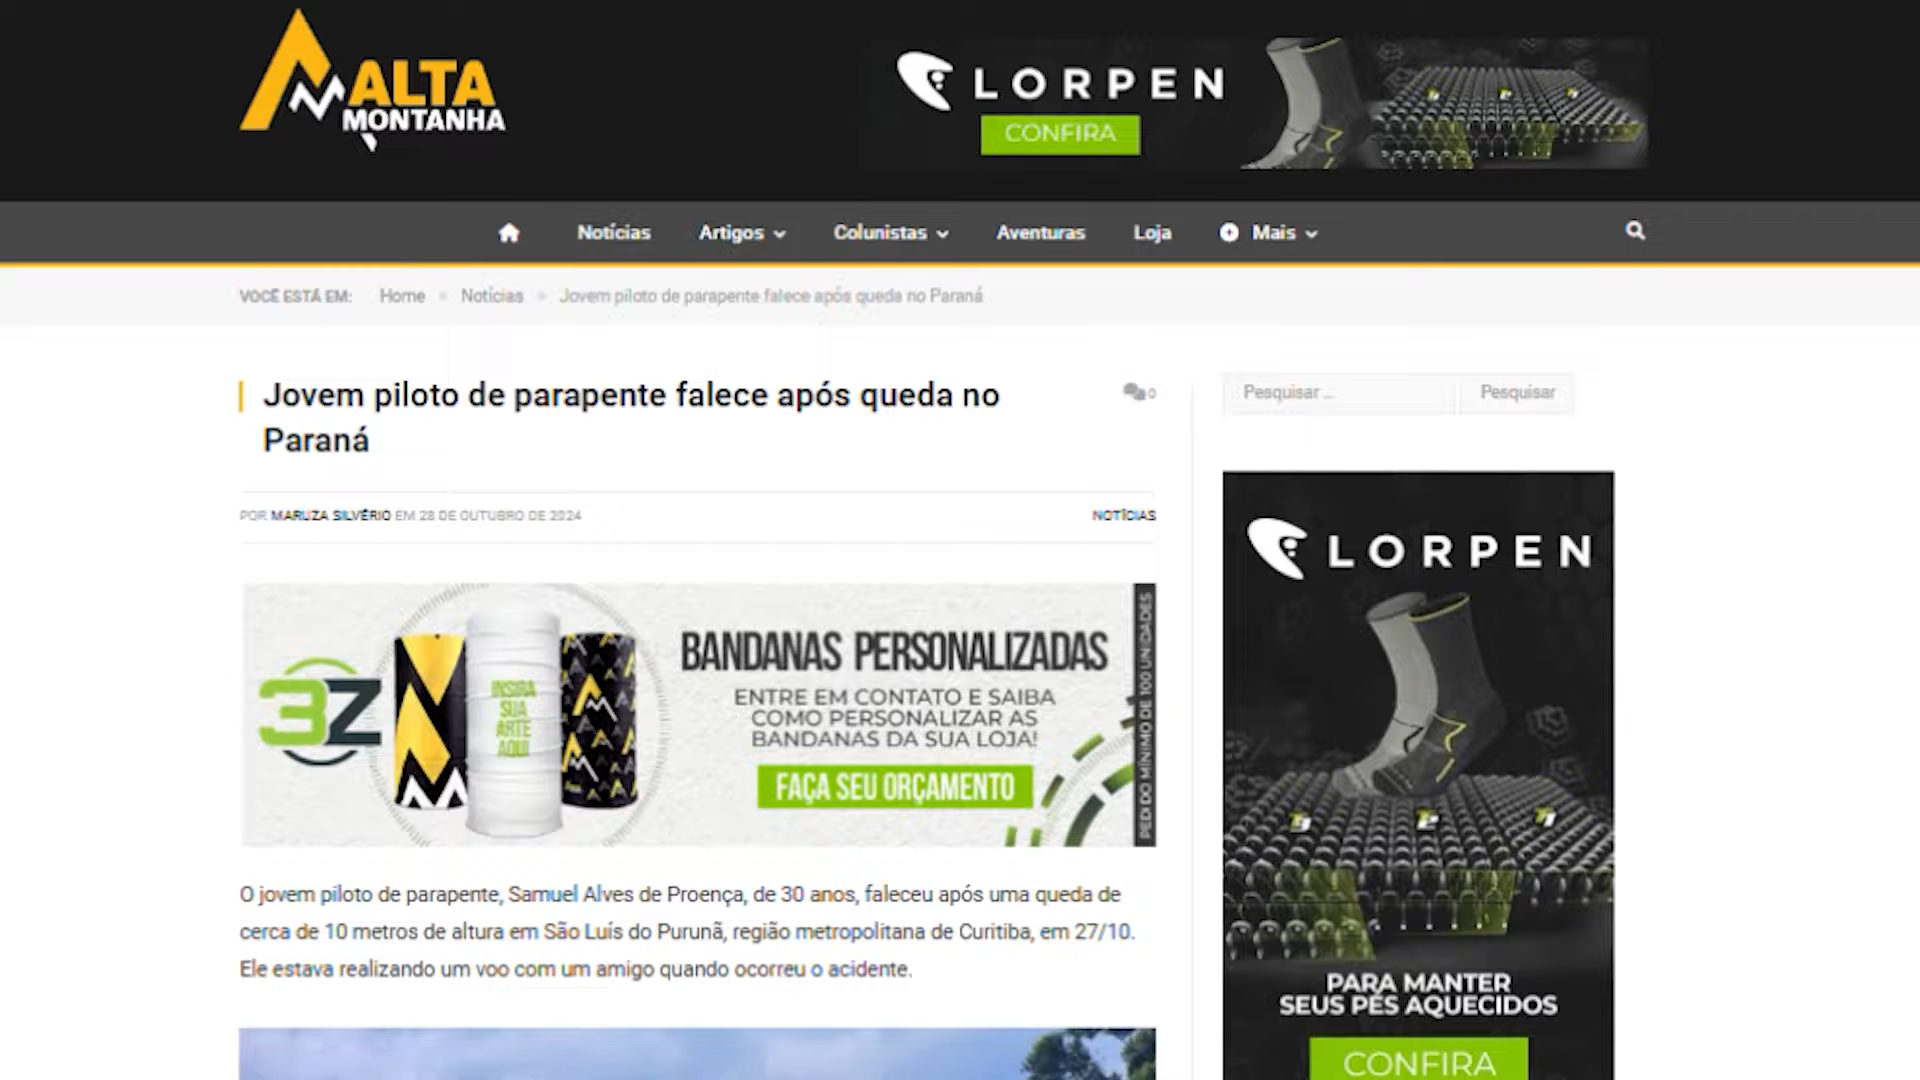 ALTA
MONTANHA
LORPEN
CONFIRA
Notícias
Artigos
Colunistas
Aventuras
Loja
Mais
VOCÊ ESTÁ EM:
Home
Notícias
Jovem piloto de parapente falece após queda no Paraná
Jovem piloto de parapente falece após queda no
Paraná
0
POR MARUZA SILVÉRIO EM 28 DE OUTUBRO DE 2024
NOTÍCIAS
Pesquisar ...
Pesquisar
3Z
INSIRA
SUA
ARTE
AQUI
BANDANAS PERSONALIZADAS
ENTRE EM CONTATO E SAIBA
COMO PERSONALIZAR AS
BANDANAS DA SUA LOJA!
FAÇA SEU ORÇAMENTO
PEDIDO MÍNIMO DE 100 UNIDADES
O jovem piloto de parapente, Samuel Alves de Proença, de 30 anos, faleceu após uma queda de
cerca de 10 metros de altura em São Luís do Purunã, região metropolitana de Curitiba, em 27/10.
Ele estava realizando um voo com um amigo quando ocorreu o acidente.
LORPEN
PARA MANTER
SEUS PÉS AQUECIDOS
CONFIRA